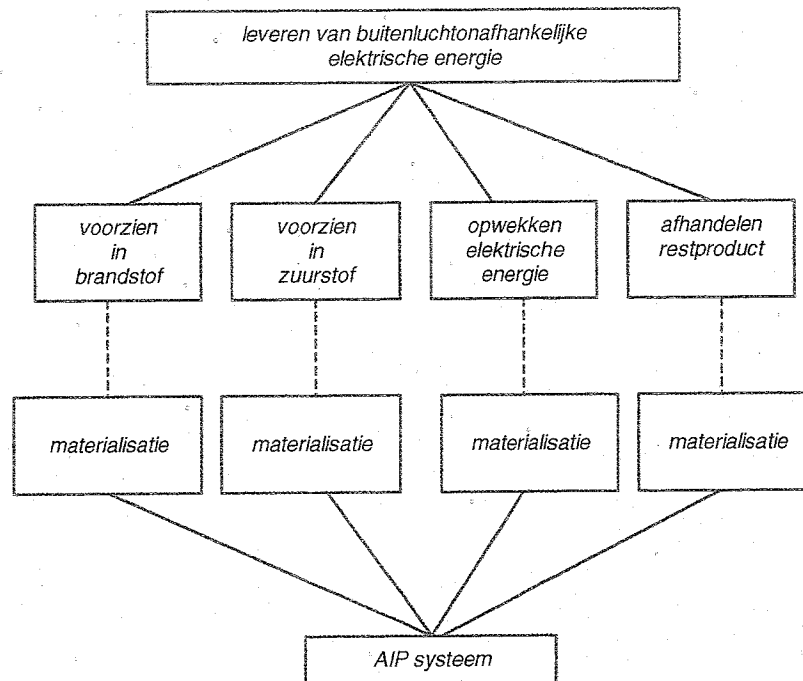 leveren van buitenluchtonafhankelijke
elektrische energie
voorzien
in
brandstof
voorzien
in
zuurstof
opwekken
elektrische
energie
afhandelen
restproduct
materialisatie
materialisatie
materialisatie
materialisatie
AIP systeem